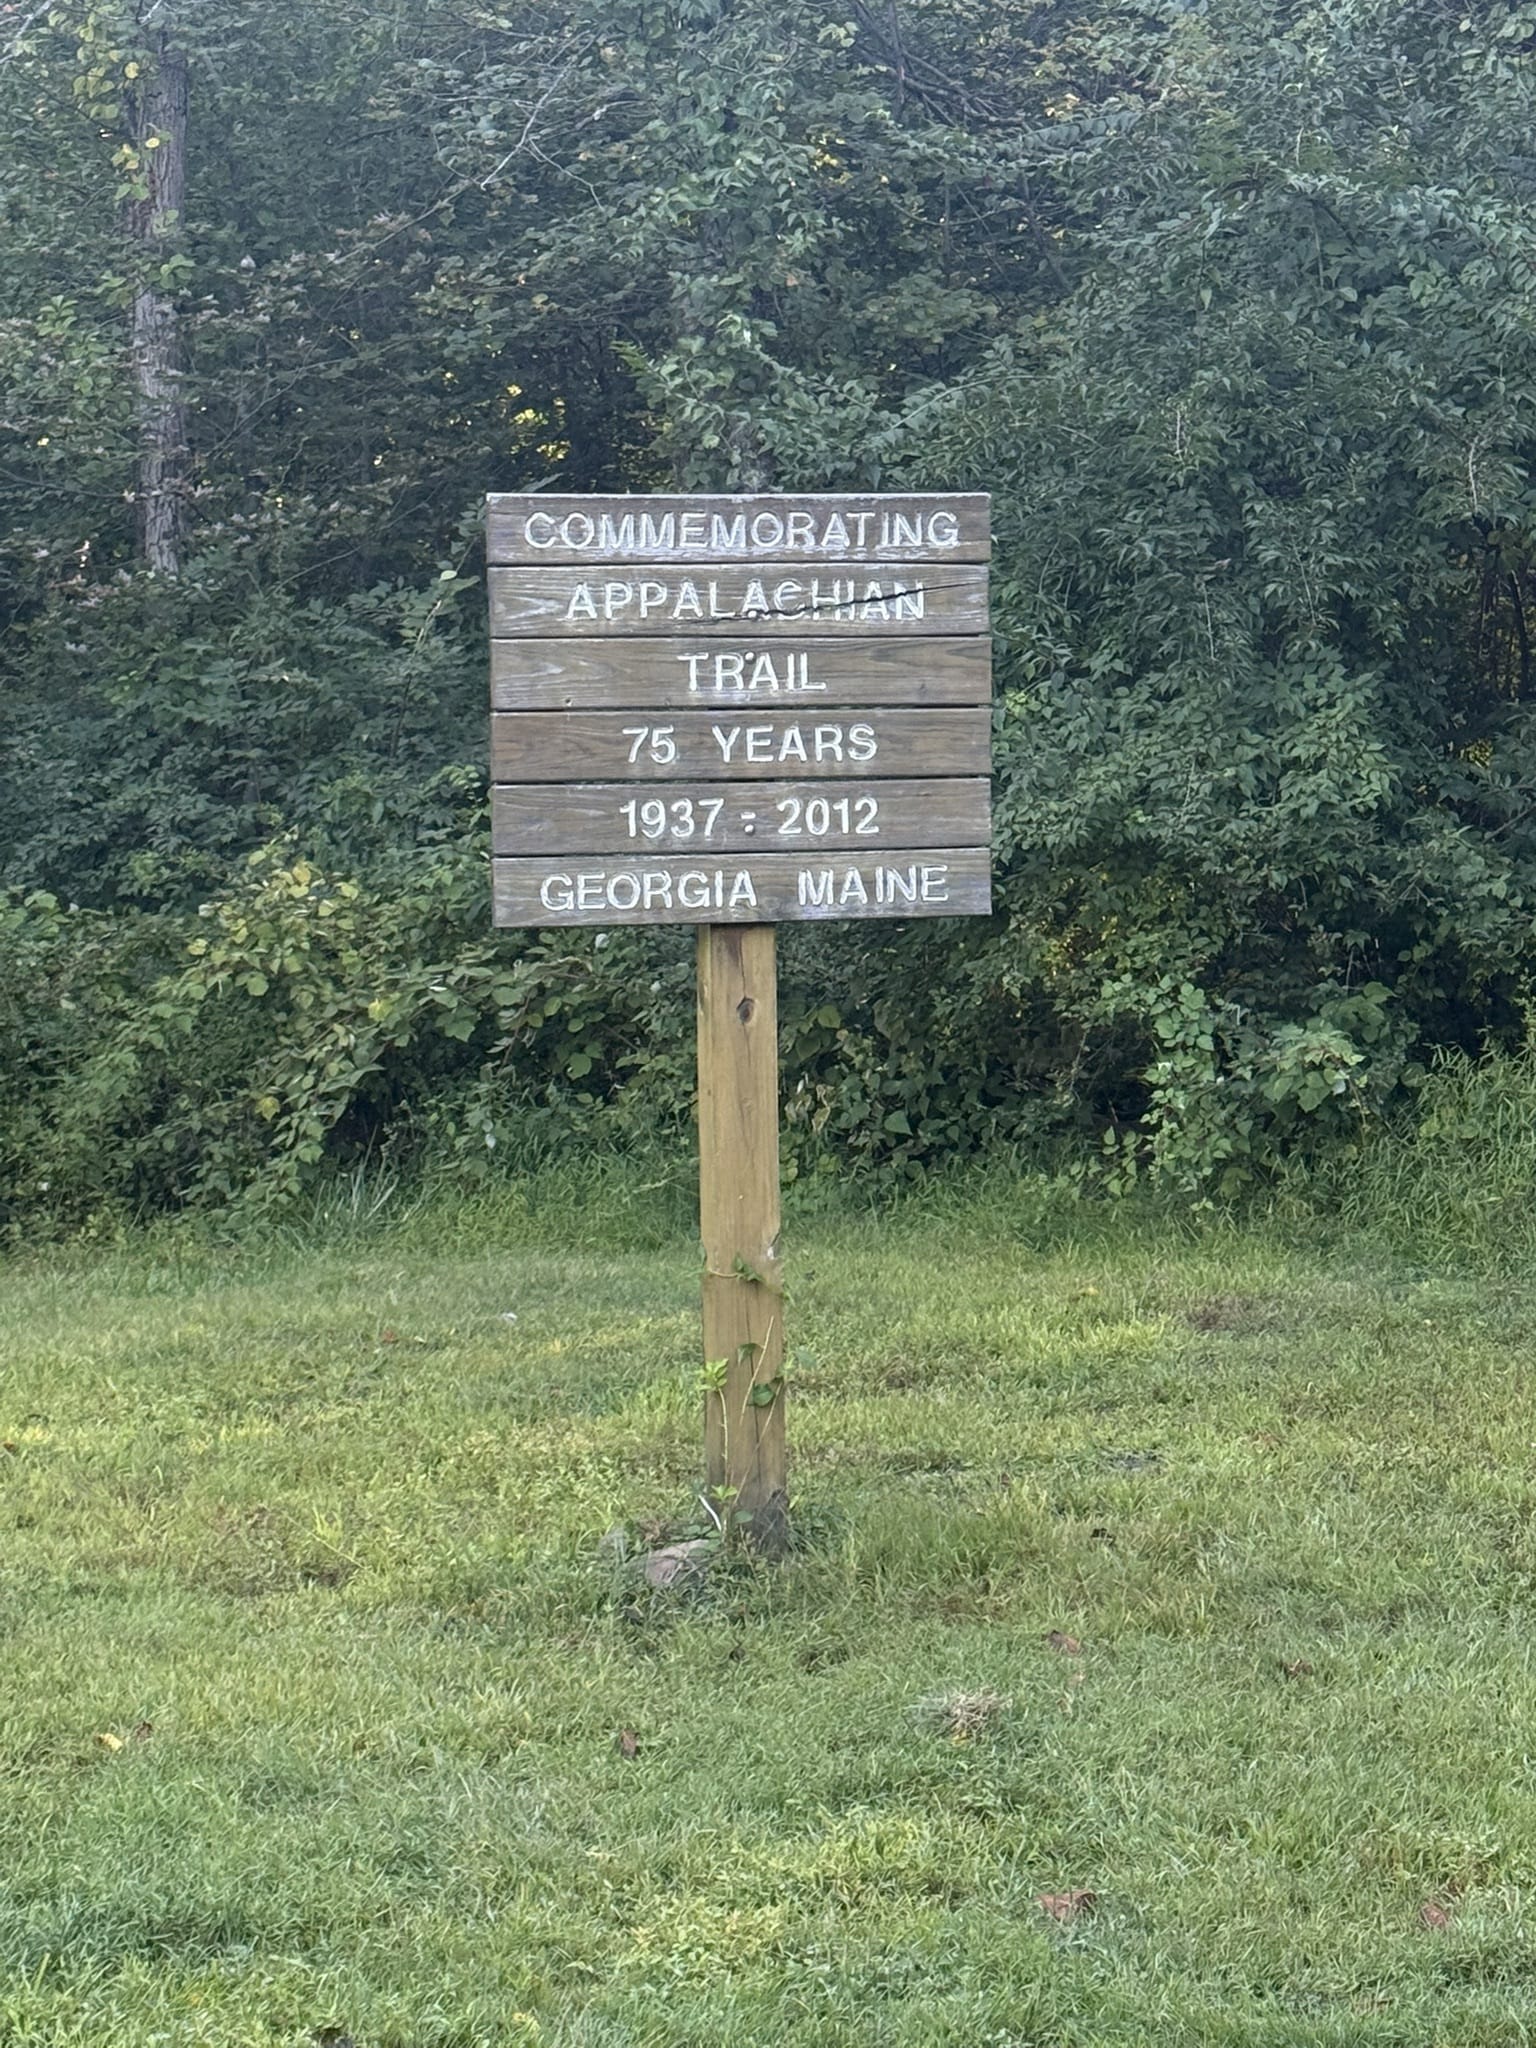 COMMEMORATING
APPALACHIAN
TRAIL
75 YEARS
1937 - 2012
GEORGIA MAINE